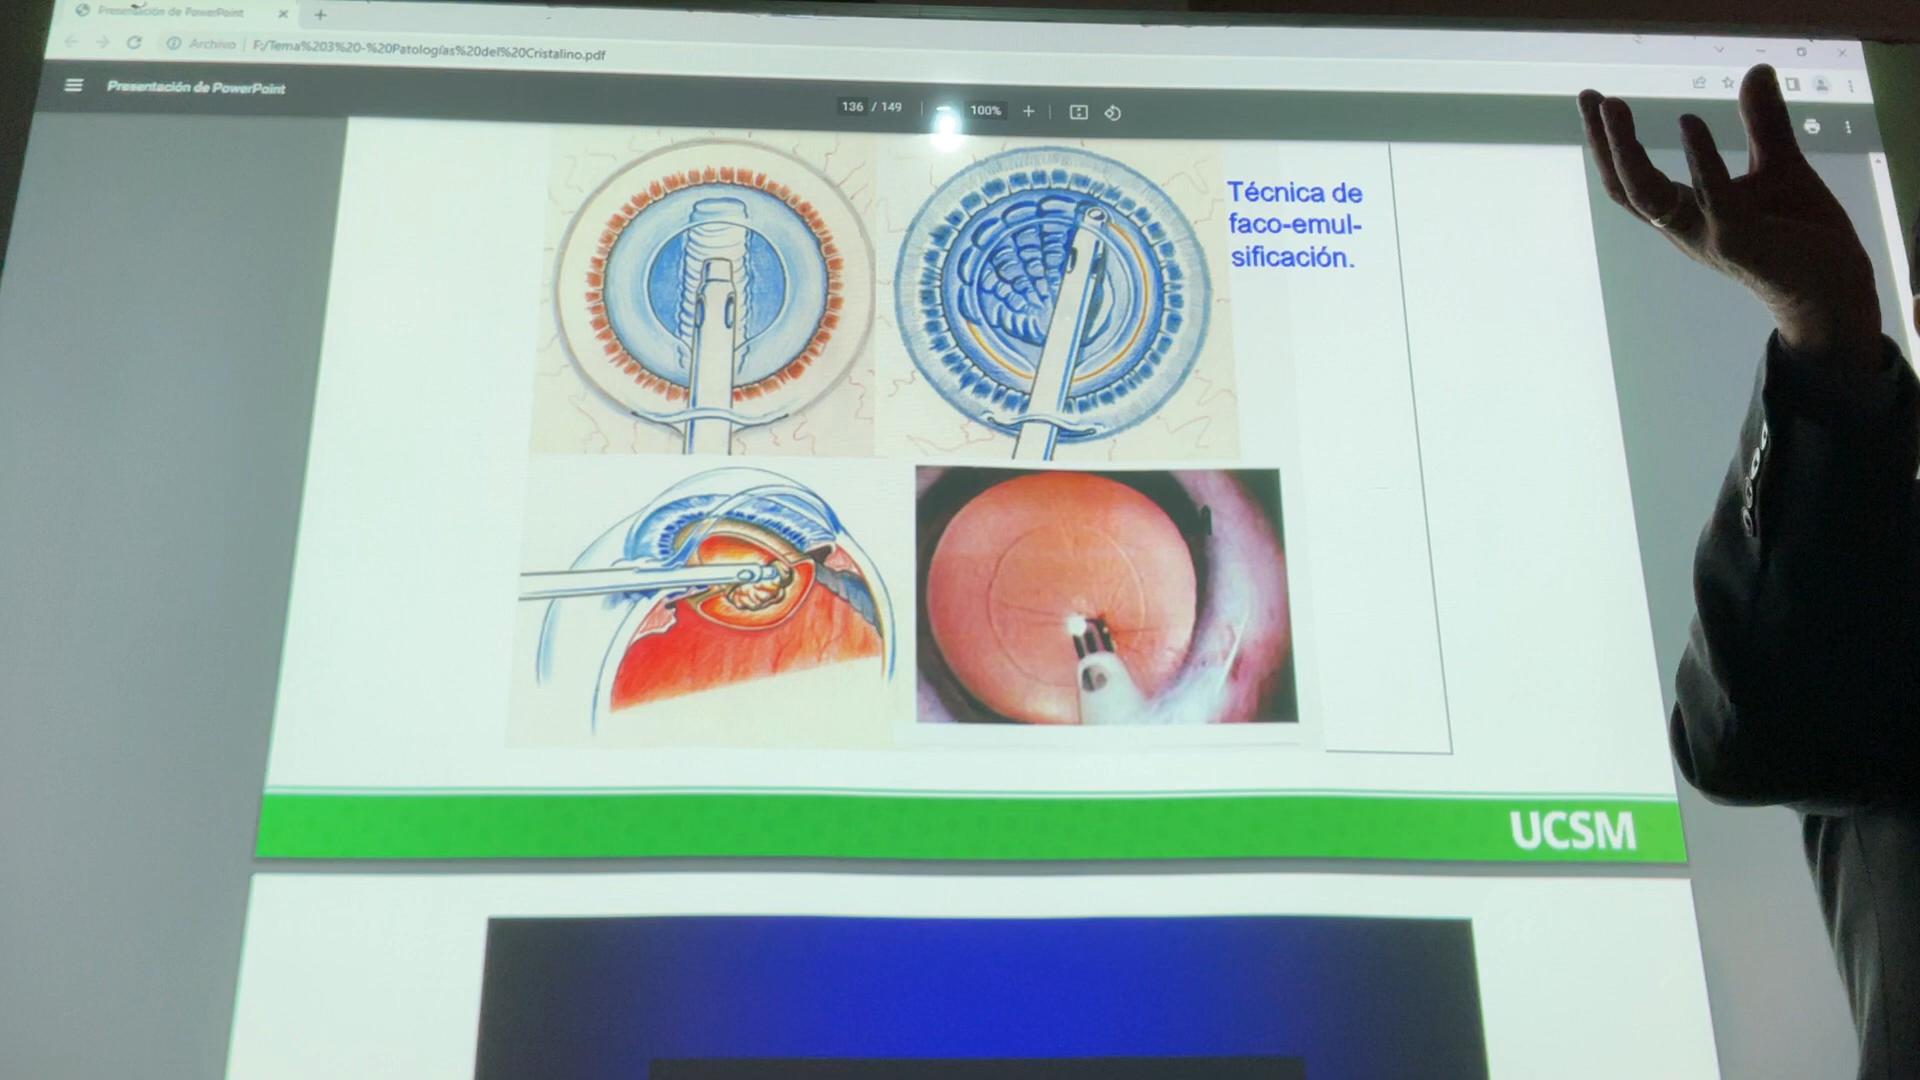 Presentación de PowerPoint
Archivo
F:/Tema%203%20-%20Patologías%20del%20Cristalino.pdf
Presentación de PowerPoint
136 / 149
100%
Técnica de
faco-emul-
sificación.
UCSM